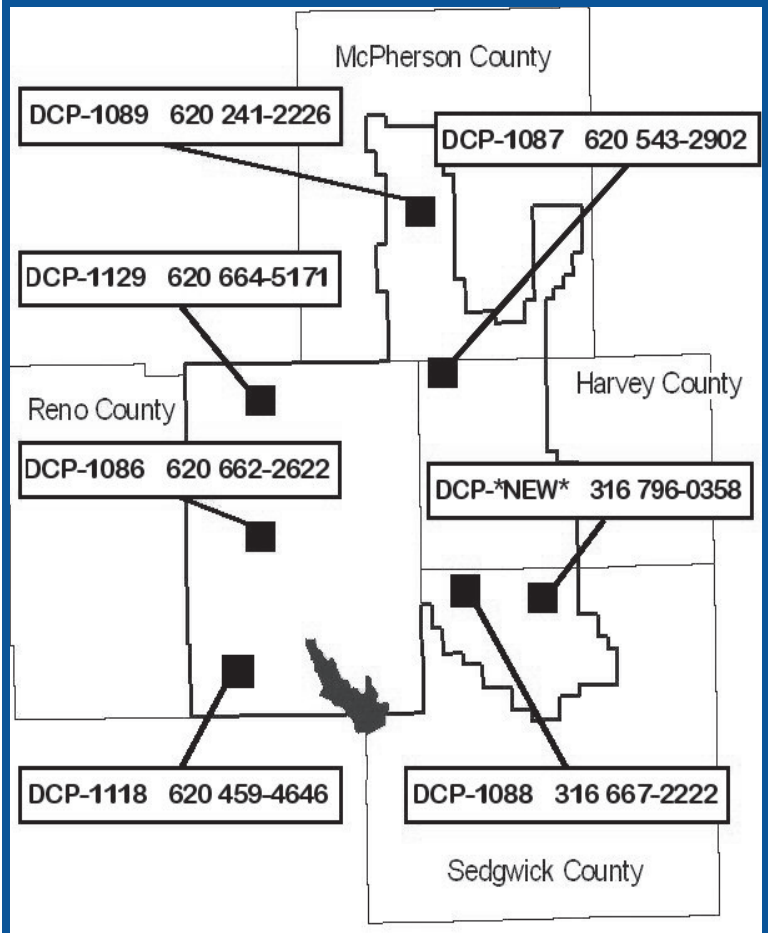 McPherson County
DCP-1089 620 241-2226
DCP-1087 620 543-2902
DCP-1129 620 664-5171
Harvey County
Reno County
DCP-1086 620 662-2622
DCP-*NEW* 316 796-0358
DCP-1118 620 459-4646
DCP-1088 316 667-2222
Sedgwick County